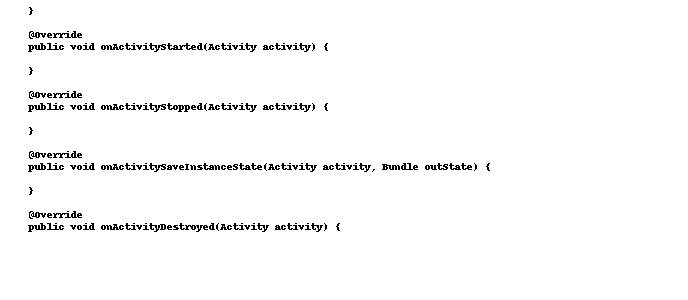 }
@Override
public void onActivityStarted(Activity activity) {
}
@Override
public void onActivityStopped(Activity activity) {
}
@Override
public void onActivitySaveInstanceState(Activity activity, Bundle outState) {
}
@Override
public void onActivityDestroyed(Activity activity) {